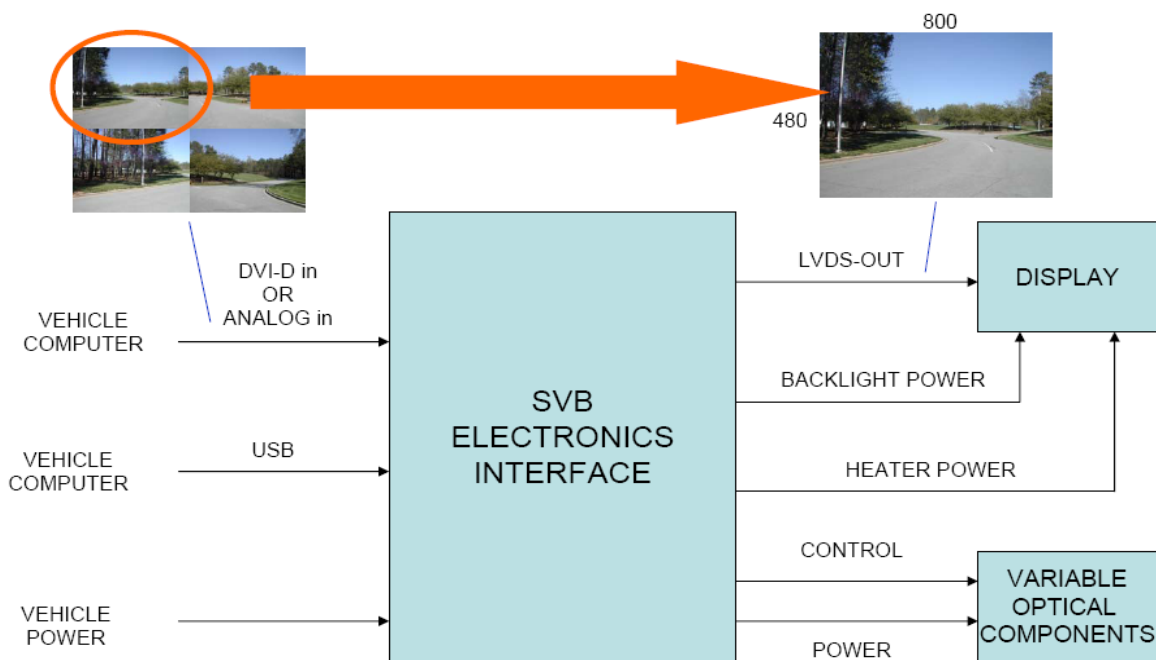 800
480
DVI-D in
OR
ANALOG in
VEHICLE
COMPUTER
LVDS-OUT
DISPLAY
BACKLIGHT POWER
SVB
ELECTRONICS
INTERFACE
VEHICLE
COMPUTER
USB
HEATER POWER
CONTROL
VEHICLE
POWER
VARIABLE
OPTICAL
COMPONENTS
POWER